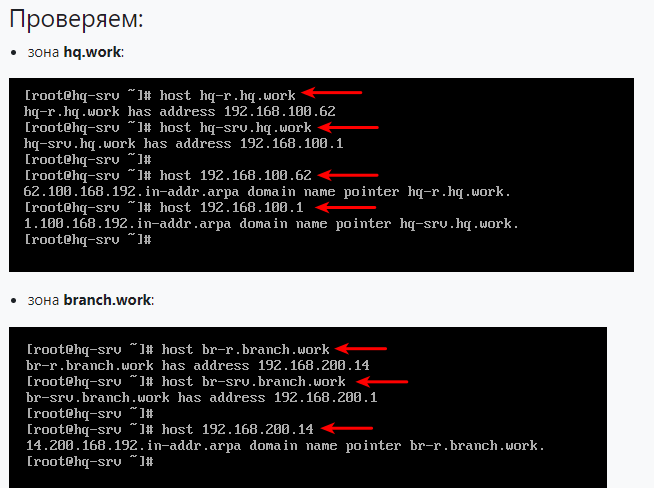 Проверяем:
• зона hq.work:
[root@hq-srv ~]# host hq-r.hq.work
hq-r.hq.work has address 192.168.100.62
[root@hq-srv ~]# host hq-srv.hq.work
hq-srv.hq.work has address 192.168.100.1
[root@hq-srv ~]#
[root@hq-srv ~]# host 192.168.100.62
62.100.168.192.in-addr.arpa domain name pointer hq-r.hq.work.
[root@hq-srv ~]# host 192.168.100.1
1.100.168.192.in-addr.arpa domain name pointer hq-srv.hq.work.
[root@hq-srv ~]#
• зона branch.work:
[root@hq-srv ~]# host br-r.branch.work
br-r.branch.work has address 192.168.200.14
[root@hq-srv ~]# host br-srv.branch.work
br-srv.branch.work has address 192.168.200.1
[root@hq-srv ~]#
[root@hq-srv ~]# host 192.168.200.14
14.200.168.192.in-addr.arpa domain name pointer br-r.branch.work.
[root@hq-srv ~]#